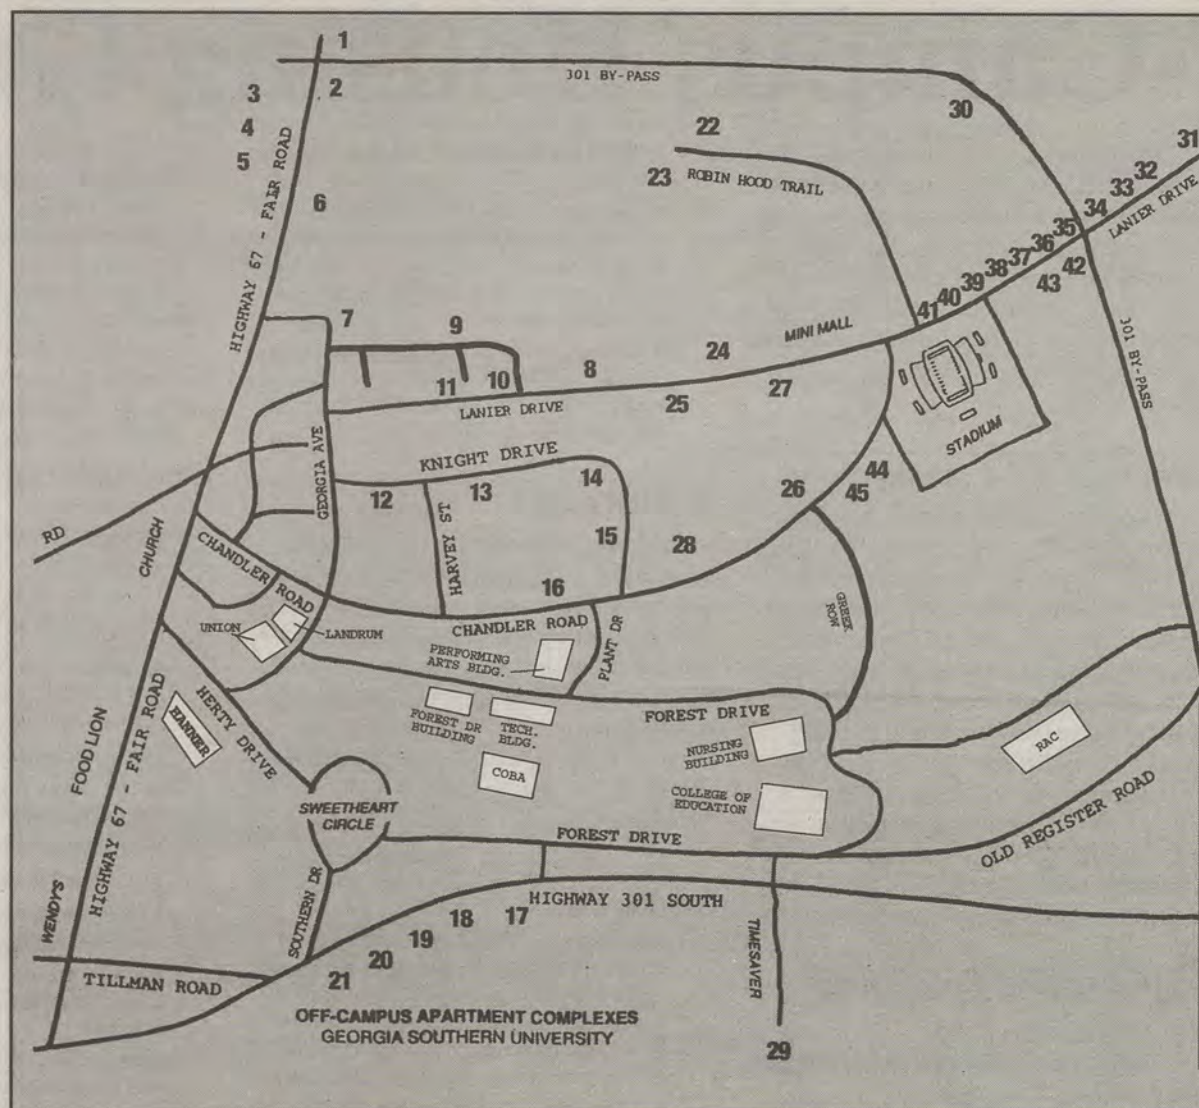 1
301 BY-PASS
2
3
4
5
HIGHWAY 67 - FAIR ROAD
6
22
23
ROBIN HOOD TRAIL
30
31
32
33
34
LANIER DRIVE
35
36
37
38
39
40
41
42
43
301 BY-PASS
7
9
10
11
8
24
MINI MALL
25
27
LANIER DRIVE
STADIUM
GEORGIA AVE
KNIGHT DRIVE
12
13
14
15
HARVEY ST
26
44
45
28
16
RD
CHURCH
CHANDLER
ROAD
UNION
LANDRUM
CHANDLER ROAD
PERFORMING
ARTS BLDG.
PLANT DR
GREEK
ROW
HERTY DRIVE
HANNER
FOREST DR
BUILDING
TECH.
BLDG.
COBA
FOREST DRIVE
NURSING
BUILDING
COLLEGE OF
EDUCATION
RAC
OLD REGISTER ROAD
FOOD LION
HIGHWAY 67 - FAIR ROAD
SWEETHEART
CIRCLE
FOREST DRIVE
SOUTHERN DR
WENDYS
TILLMAN ROAD
HIGHWAY 301 SOUTH
17
18
19
20
21
TIMESAVER
29
OFF-CAMPUS APARTMENT COMPLEXES
GEORGIA SOUTHERN UNIVERSITY